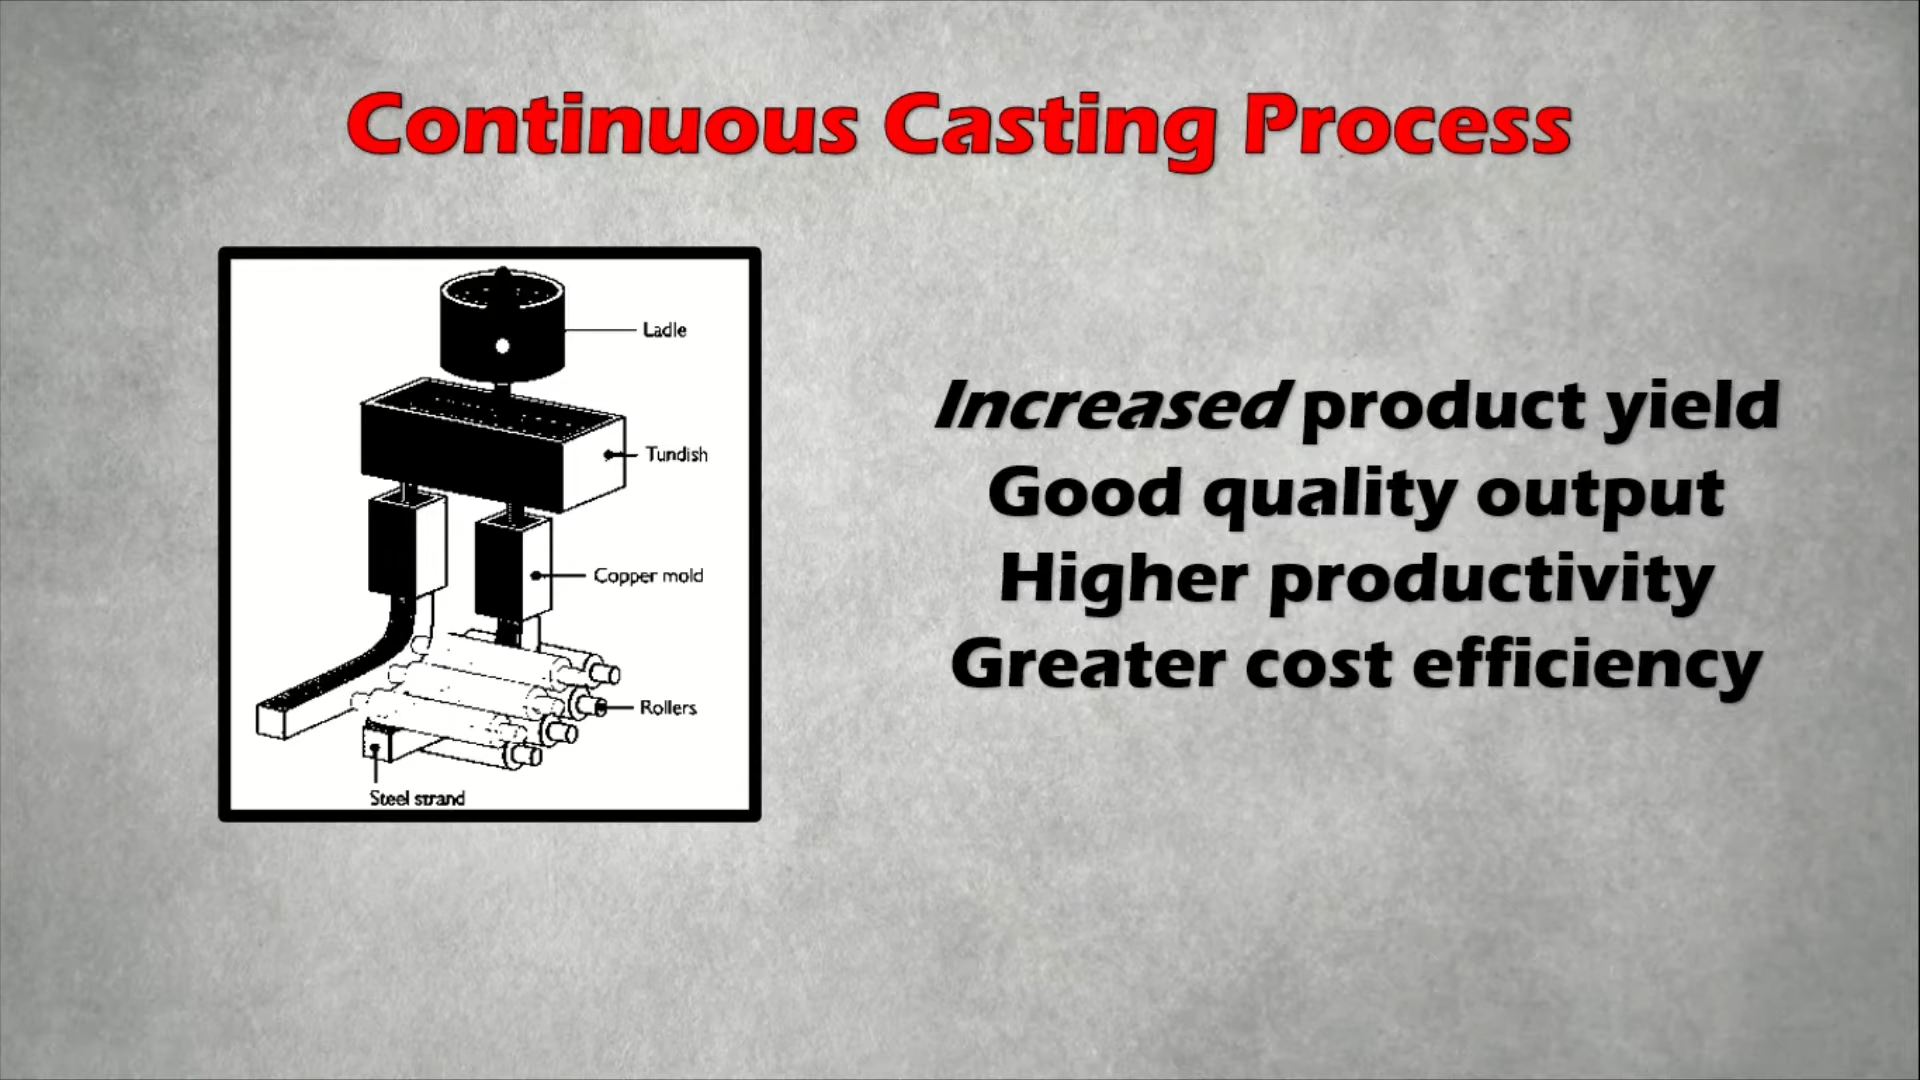 Continuous Casting Process
Ladle
Tundish
Copper mold
Rollers
Steel strand
Increased product yield
Good quality output
Higher productivity
Greater cost efficiency